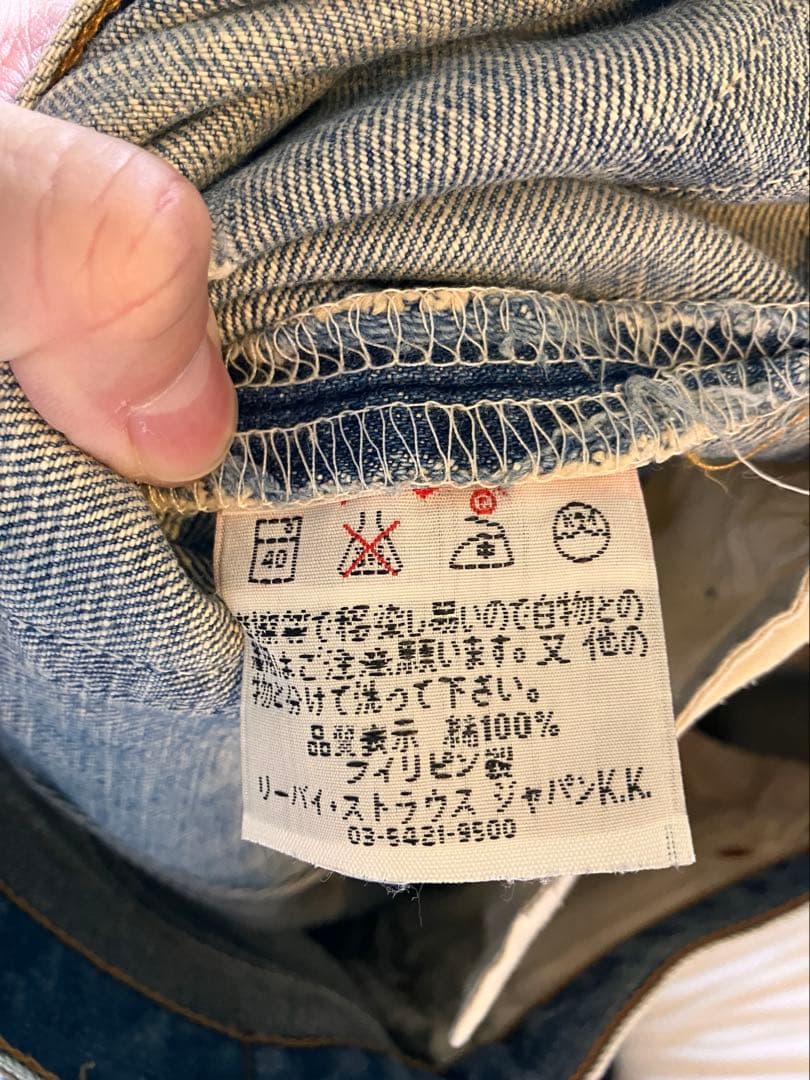 40
で移染し易いので白物との
はご注意願います。又 他の
物と分けて洗って下さい。
品質表示 綿100%
フィリピン製
リーバイ・ストラウス ジャパンK.K.
03-5421-9500